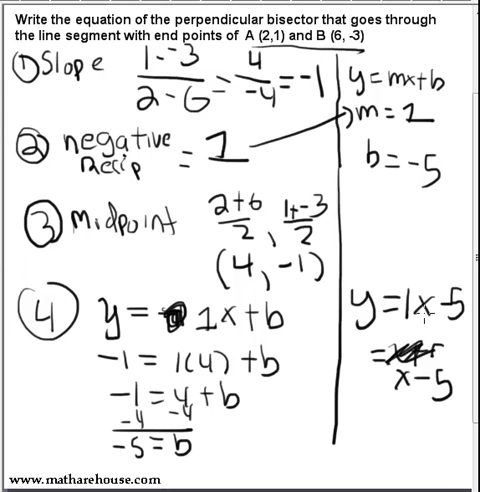 Write the equation of the perpendicular bisector that goes through
the line segment with end points of A (2,1) and B (6, -3)
① Slope 1--3/2-6 = 4/-4 = -1
② negative Recip = 1
③ midpoint 2+6/2, 1+-3/2
(4, -1)
④ y = 1x+b
-1 = 1(4) +b
-1 = 4 +b
-4 -4
-5 = b
y=mx+b
m = 1
b = -5
y=1x-5
=
x-5
www.matharehouse.com